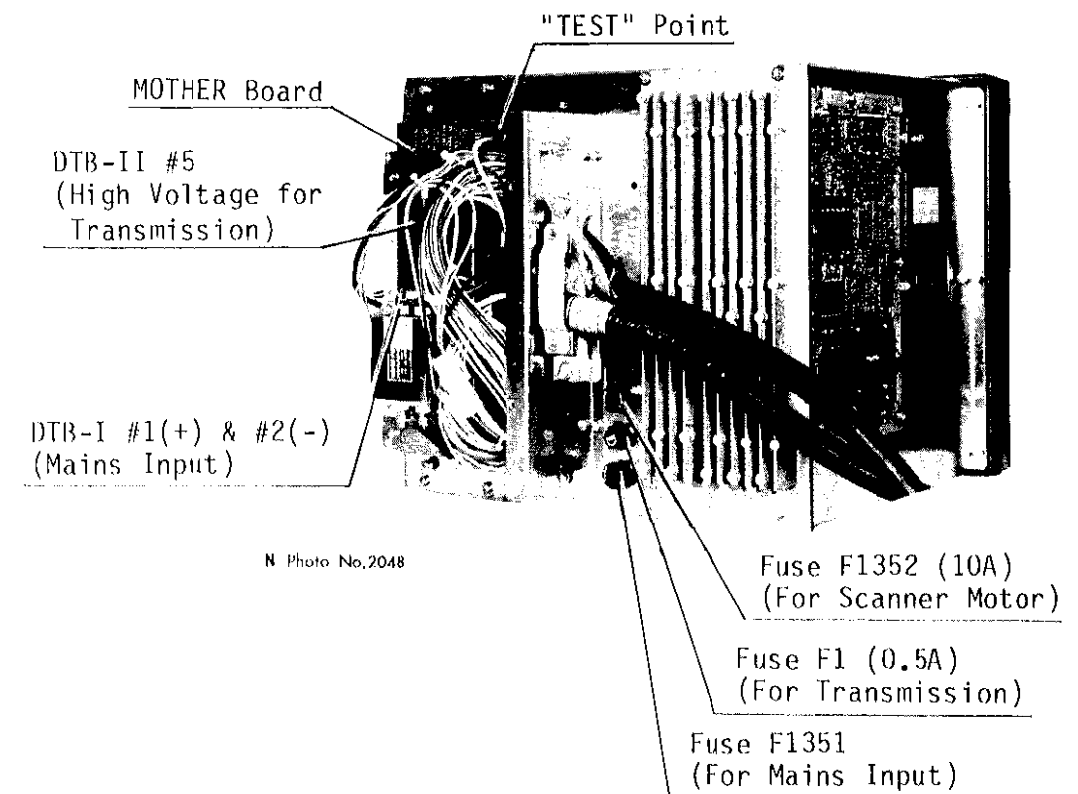 "TEST" Point
MOTHER Board
DTB-II #5
(High Voltage for
Transmission)
DTB-I #1(+) & #2(-)
(Mains Input)
N Photo No.2048
Fuse F1352 (10A)
(For Scanner Motor)
Fuse F1 (0.5A)
(For Transmission)
Fuse F1351
(For Mains Input)